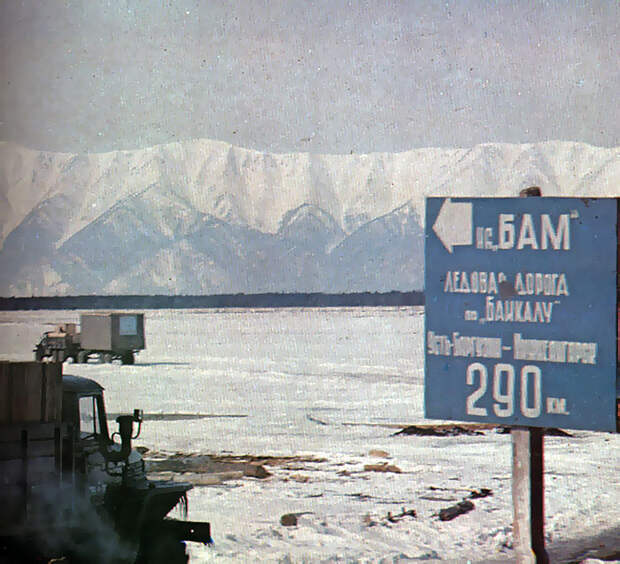 на „БАМ"
ЛЕДОВАЯ ДОРОГА
по „БАЙКАЛУ"
Усть-Баргузин – Нижнеангарск
290 км.